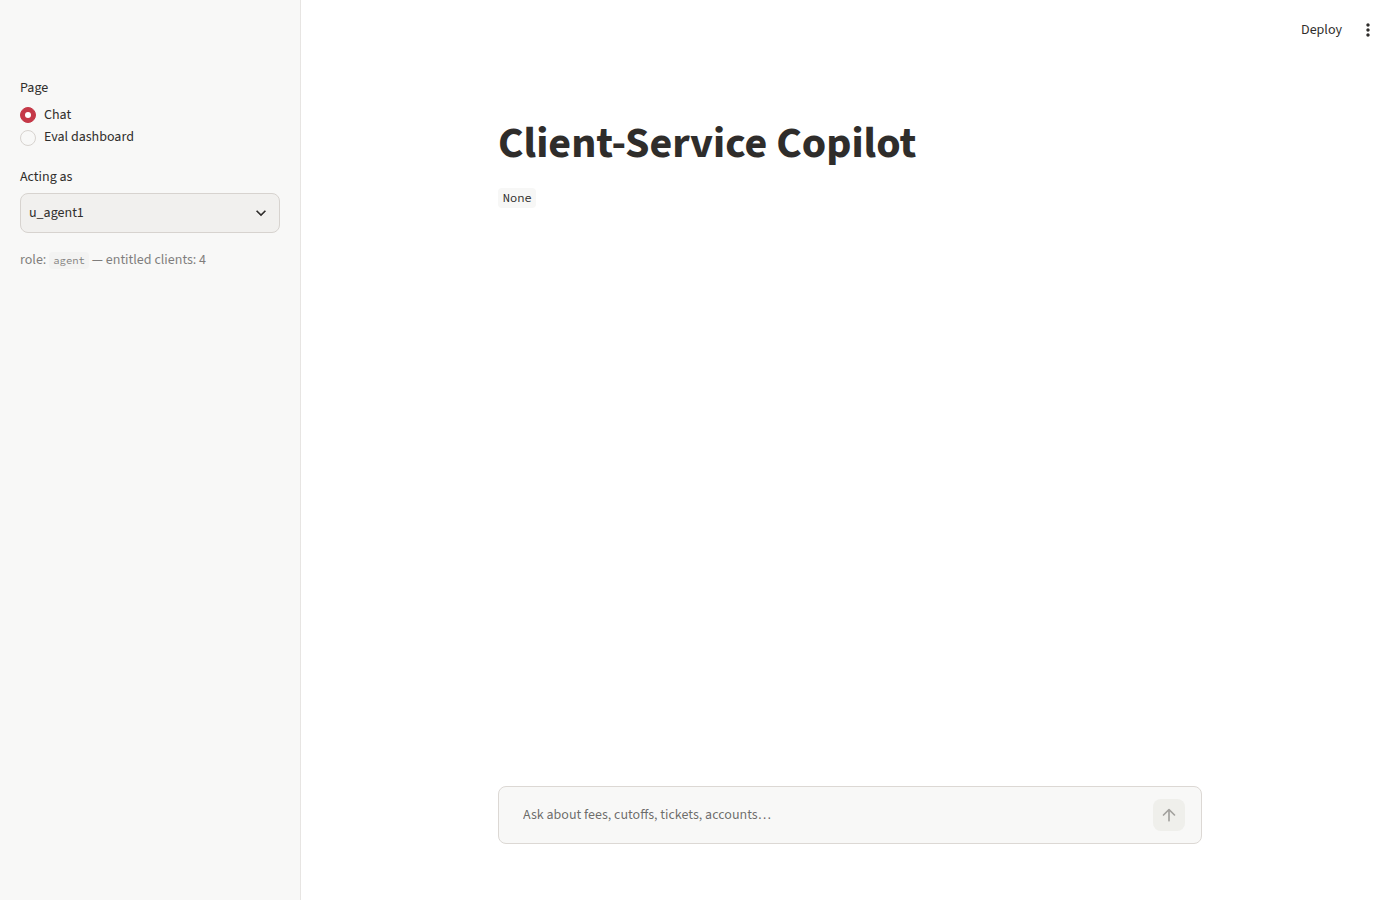 Deploy
Page
Chat
Eval dashboard
Acting as
u_agent1
role: agent — entitled clients: 4
Client-Service Copilot
None
Ask about fees, cutoffs, tickets, accounts…